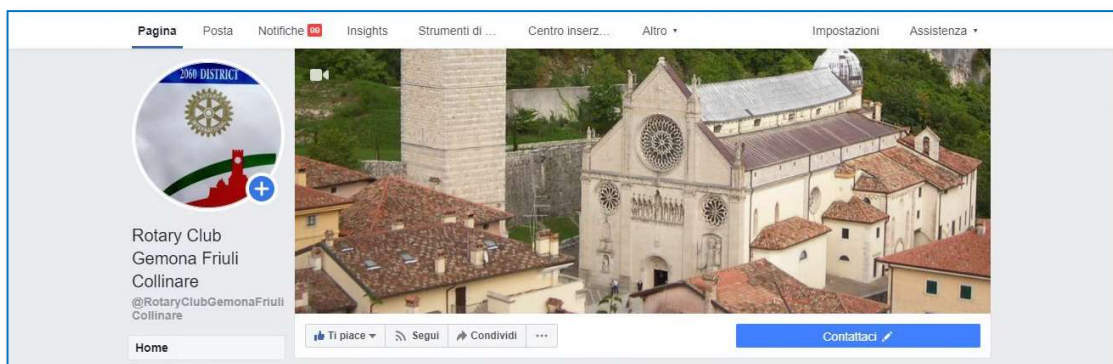 Pagina Posta Notifiche 99 Insights Strumenti di ... Centro inserz... Altro Impostazioni Assistenza
2060 DISTRICT
Rotary Club
Gemona Friuli
Collinare
@RotaryClubGemonaFriuli
Collinare
Home
Ti piace Segui Condividi ... Contattaci